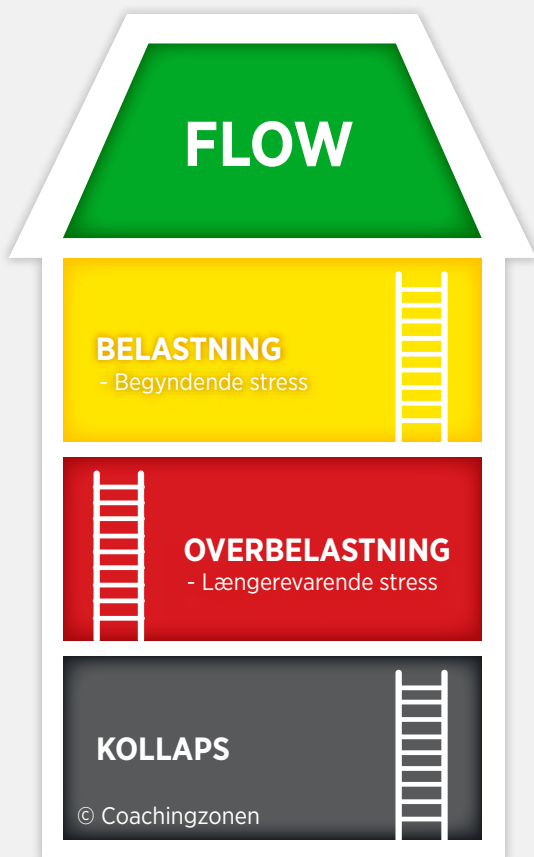 FLOW
BELASTNING
- Begyndende stress
OVERBELASTNING
- Længerevarende stress
KOLLAPS
© Coachingzonen